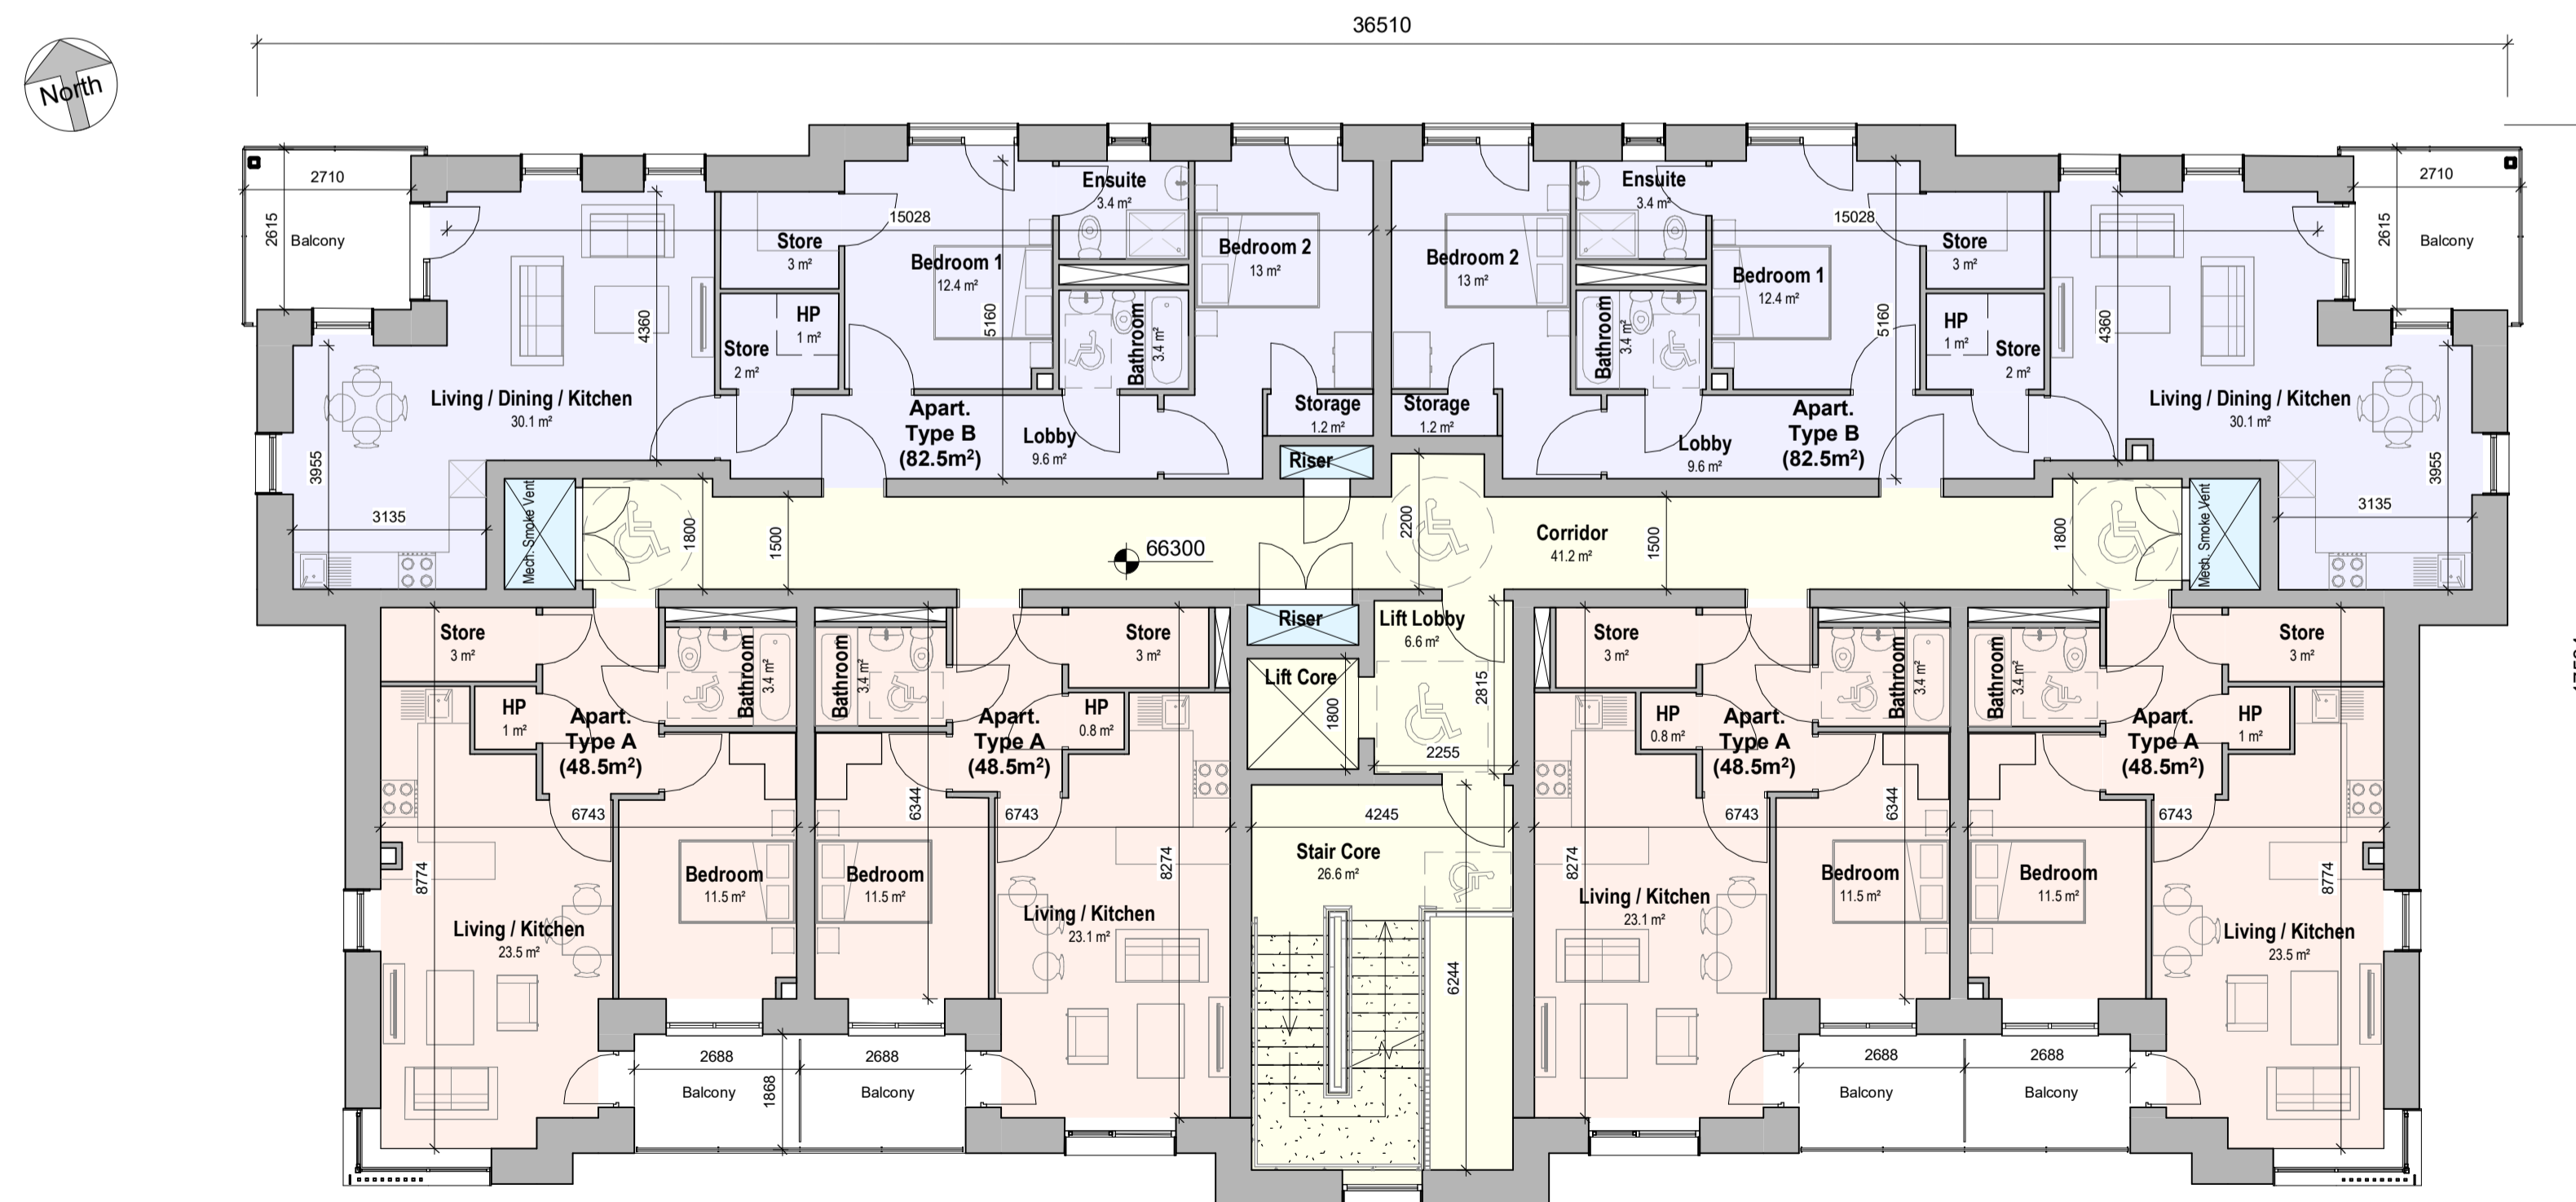 36510
North
2710
2615
Balcony
4360
Living / Dining / Kitchen
30.1 m²
3955
3135
Store
3 m²
HP
1 m²
Store
2 m²
15028
Bedroom 1
12.4 m²
5160
Ensuite
3.4 m²
Bathroom
3.4 m²
Bedroom 2
13 m²
Storage
1.2 m²
Apart.
Type B
(82.5m²)
Lobby
9.6 m²
Riser
Bedroom 2
13 m²
Storage
1.2 m²
Ensuite
3.4 m²
Bathroom
3.4 m²
Bedroom 1
12.4 m²
15028
5160
Lobby
9.6 m²
Apart.
Type B
(82.5m²)
Store
3 m²
HP
1 m²
Store
2 m²
4360
Living / Dining / Kitchen
30.1 m²
2710
2615
Balcony
3955
3135
Mech. Smoke Vent
1800
1500
66300
2200
Corridor
41.2 m²
1500
1800
Mech. Smoke Vent
Store
3 m²
HP
1 m²
Apart.
Type A
(48.5m²)
Bathroom
3.4 m²
6743
8774
Living / Kitchen
23.5 m²
Bedroom
11.5 m²
Bathroom
3.4 m²
Store
3 m²
Apart.
Type A
(48.5m²)
HP
0.8 m²
6344
6743
8274
Bedroom
11.5 m²
Living / Kitchen
23.1 m²
2688
2688
Balcony
1868
Balcony
Riser
Lift Lobby
6.6 m²
Lift Core
1800
2815
2255
4245
Stair Core
26.6 m²
6244
Store
3 m²
HP
0.8 m²
Apart.
Type A
(48.5m²)
Bathroom
3.4 m²
6743
6344
8274
Living / Kitchen
23.1 m²
Bedroom
11.5 m²
Bathroom
3.4 m²
Store
3 m²
Apart.
Type A
(48.5m²)
HP
1 m²
6743
8774
Bedroom
11.5 m²
Living / Kitchen
23.5 m²
2688
2688
Balcony
Balcony